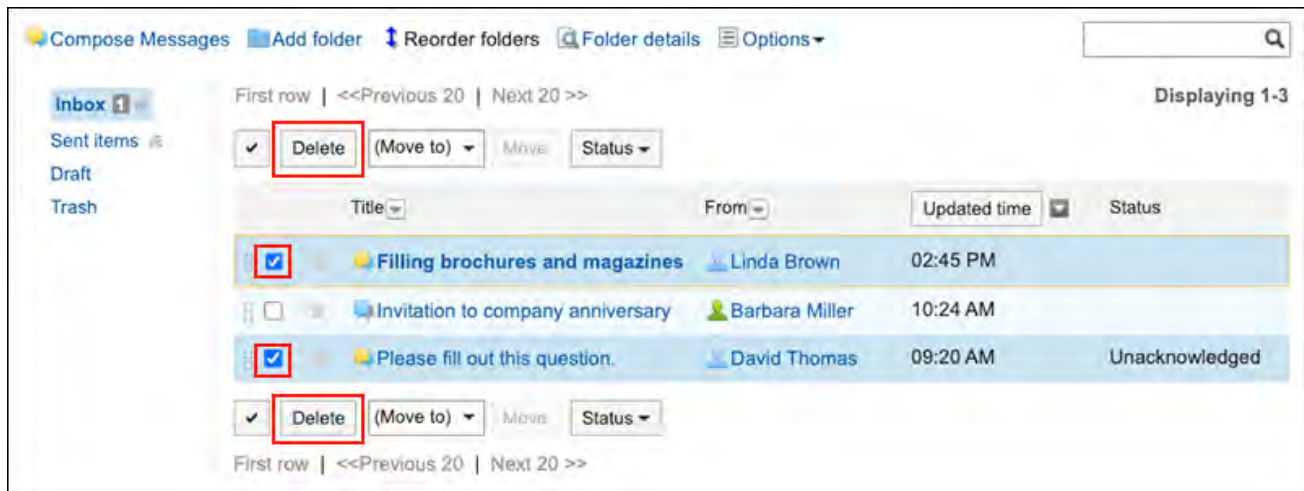 Compose Messages Add folder Reorder folders Folder details Options
Inbox 1
Sent items
Draft
Trash
First row | <<Previous 20 | Next 20 >>
Displaying 1-3
Delete (Move to) Move Status
Title From Updated time Status
Filling brochures and magazines Linda Brown 02:45 PM
Invitation to company anniversary Barbara Miller 10:24 AM
Please fill out this question. David Thomas 09:20 AM Unacknowledged
Delete (Move to) Move Status
First row | <<Previous 20 | Next 20 >>